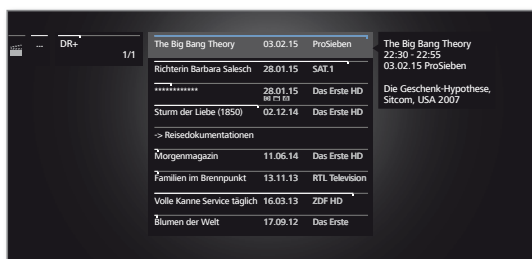 ...
DR+
1/1
The Big Bang Theory 03.02.15 ProSieben
Richterin Barbara Salesch 28.01.15 SAT.1
************ 28.01.15 Das Erste HD
Sturm der Liebe (1850) 02.12.14 Das Erste HD
-> Reisedokumentationen
Morgenmagazin 11.06.14 Das Erste HD
Familien im Brennpunkt 13.11.13 RTL Television
Volle Kanne Service täglich 16.03.13 ZDF HD
Blumen der Welt 17.09.12 Das Erste
The Big Bang Theory
22:30 - 22:55
03.02.15 ProSieben
Die Geschenk-Hypothese,
Sitcom, USA 2007